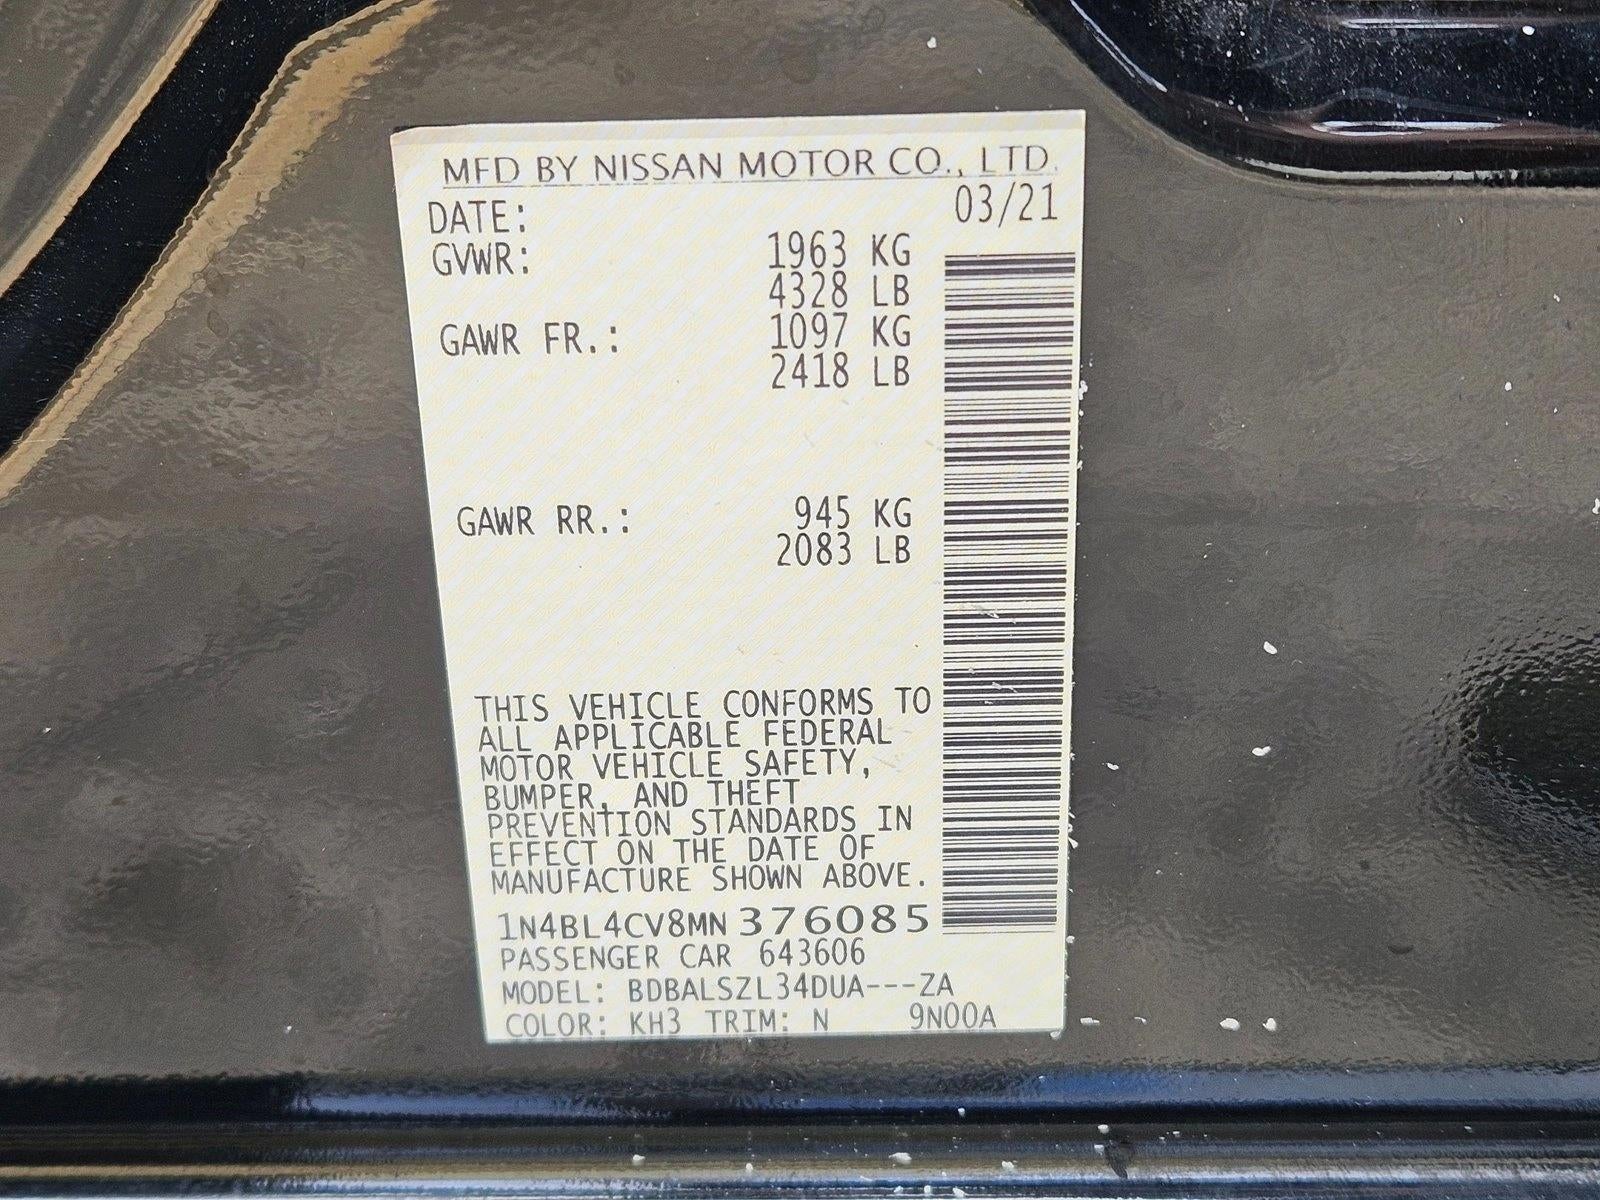 MFD BY NISSAN MOTOR CO., LTD.
DATE: 03/21
GVWR: 1963 KG
4328 LB
GAWR FR.: 1097 KG
2418 LB
GAWR RR.: 945 KG
2083 LB
THIS VEHICLE CONFORMS TO
ALL APPLICABLE FEDERAL
MOTOR VEHICLE SAFETY,
BUMPER, AND THEFT
PREVENTION STANDARDS IN
EFFECT ON THE DATE OF
MANUFACTURE SHOWN ABOVE.
1N4BL4CV8MN 376085
PASSENGER CAR 643606
MODEL: BDBALSZL34DUA---ZA
COLOR: KH3 TRIM: N 9N00A